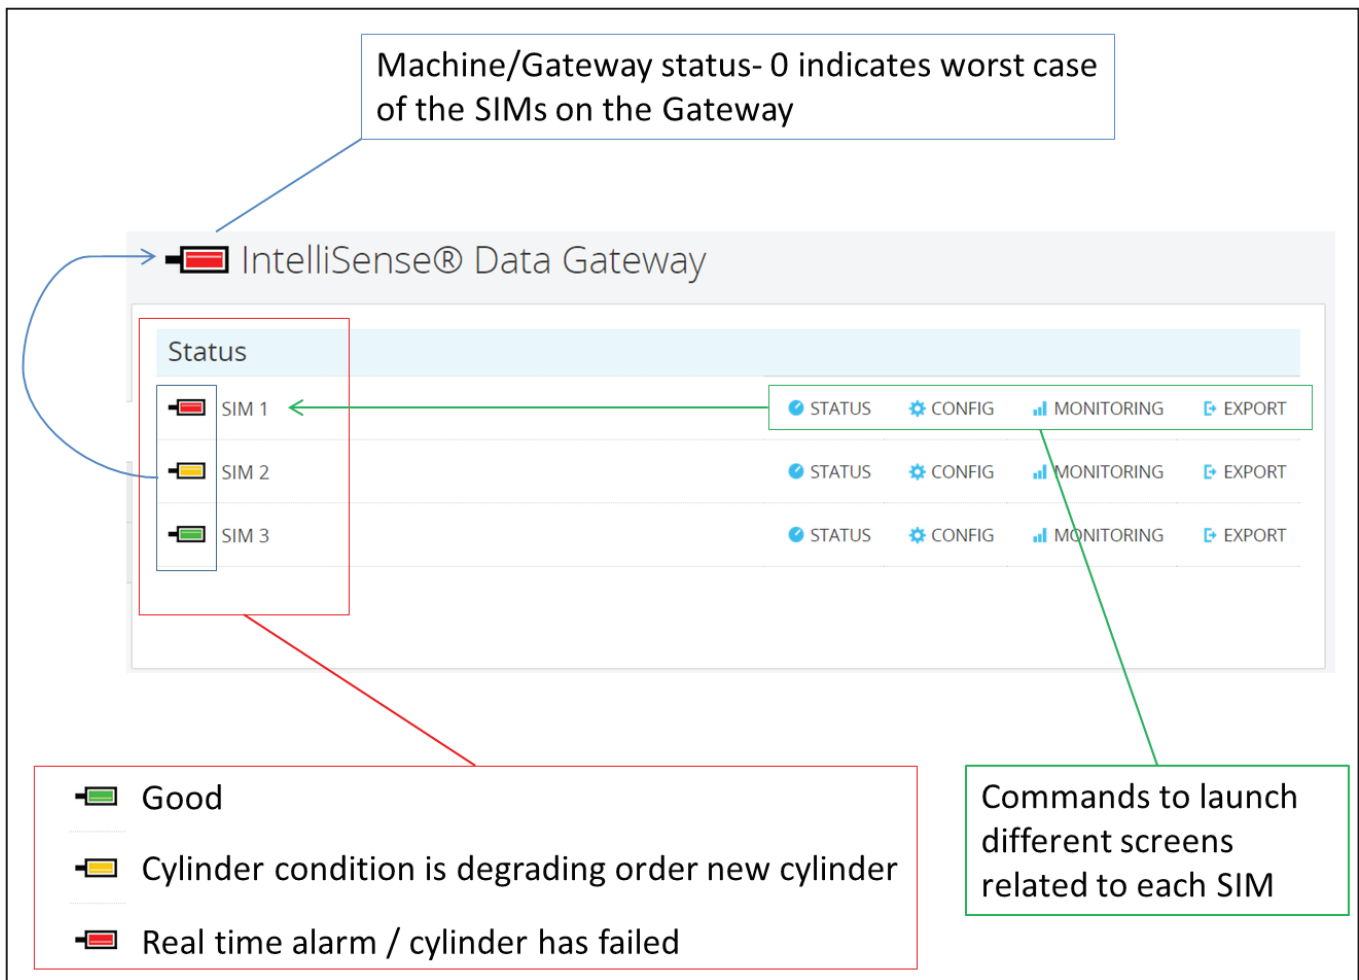 Machine/Gateway status- 0 indicates worst case
of the SIMs on the Gateway
IntelliSense® Data Gateway
Status
SIM 1 STATUS CONFIG MONITORING EXPORT
SIM 2 STATUS CONFIG MONITORING EXPORT
SIM 3 STATUS CONFIG MONITORING EXPORT
Good
Cylinder condition is degrading order new cylinder
Real time alarm / cylinder has failed
Commands to launch
different screens
related to each SIM